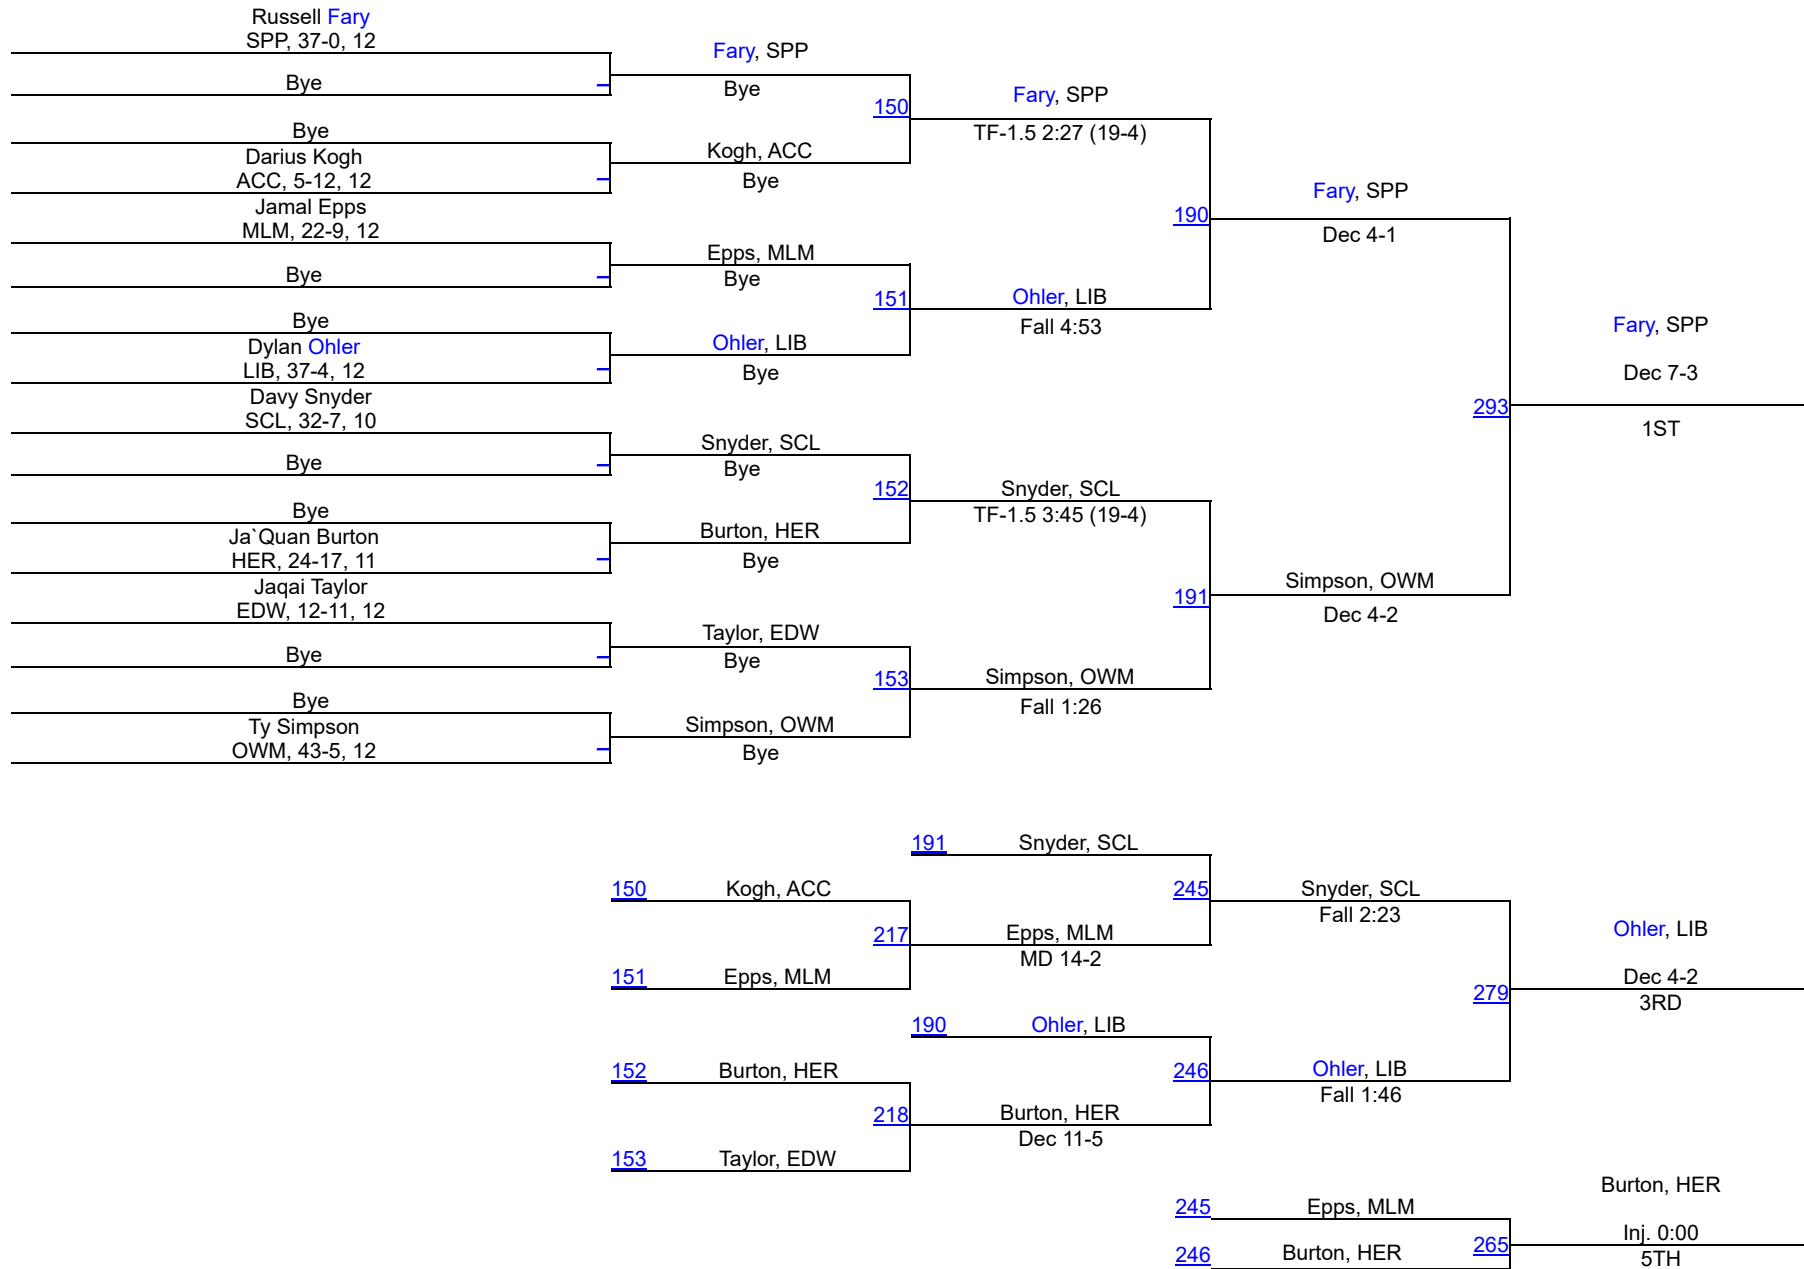 Russell Fary
SPP, 37-0, 12
Bye
Bye
Darius Kogh
ACC, 5-12, 12
Jamal Epps
MLM, 22-9, 12
Bye
Bye
Dylan Ohler
LIB, 37-4, 12
Davy Snyder
SCL, 32-7, 10
Bye
Bye
Ja`Quan Burton
HER, 24-17, 11
Jaqai Taylor
EDW, 12-11, 12
Bye
Bye
Ty Simpson
OWM, 43-5, 12
Fary, SPP
Bye
150
Kogh, ACC
Bye
Epps, MLM
Bye
151
Ohler, LIB
Bye
Snyder, SCL
Bye
152
Burton, HER
Bye
Taylor, EDW
Bye
153
Simpson, OWM
Bye
Fary, SPP
TF-1.5 2:27 (19-4)
190
Ohler, LIB
Fall 4:53
Snyder, SCL
TF-1.5 3:45 (19-4)
191
Simpson, OWM
Fall 1:26
Fary, SPP
Dec 4-1
293
Simpson, OWM
Dec 4-2
Fary, SPP
Dec 7-3
1ST
191 Snyder, SCL
150 Kogh, ACC
217
151 Epps, MLM
Epps, MLM
MD 14-2
245
190 Ohler, LIB
152 Burton, HER
218
153 Taylor, EDW
Burton, HER
Dec 11-5
246
Snyder, SCL
Fall 2:23
279
Ohler, LIB
Fall 1:46
Ohler, LIB
Dec 4-2
3RD
245 Epps, MLM
246 Burton, HER
265
Burton, HER
Inj. 0:00
5TH